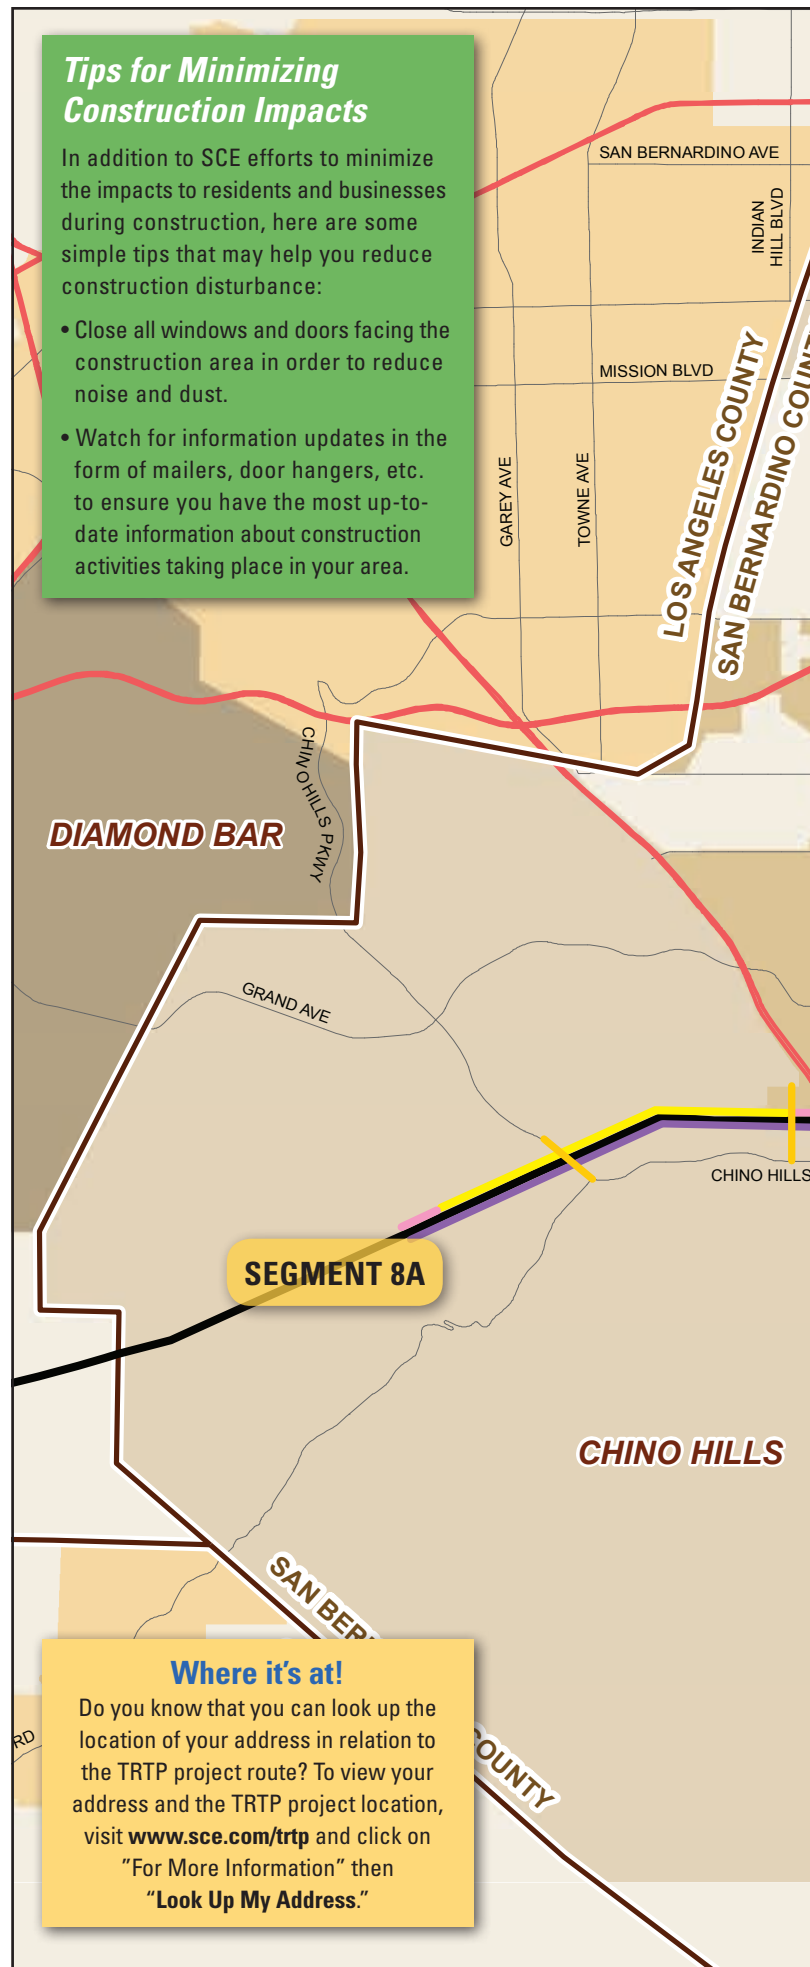 Tips for Minimizing
Construction Impacts
In addition to SCE efforts to minimize
the impacts to residents and businesses
during construction, here are some
simple tips that may help you reduce
construction disturbance:
• Close all windows and doors facing the
construction area in order to reduce
noise and dust.
• Watch for information updates in the
form of mailers, door hangers, etc.
to ensure you have the most up-to-
date information about construction
activities taking place in your area.
SAN BERNARDINO AVE
INDIAN
HILL BLVD
MISSION BLVD
GAREY AVE
TOWNE AVE
LOS ANGELES COUNTY
SAN BERNARDINO COUNT
CHINO HILLS PKWY
DIAMOND BAR
GRAND AVE
CHINO HILLS
SEGMENT 8A
CHINO HILLS
SAN BER
COUNTY
RD
Where it's at!
Do you know that you can look up the
location of your address in relation to
the TRTP project route? To view your
address and the TRTP project location,
visit www.sce.com/trtp and click on
"For More Information" then
"Look Up My Address."